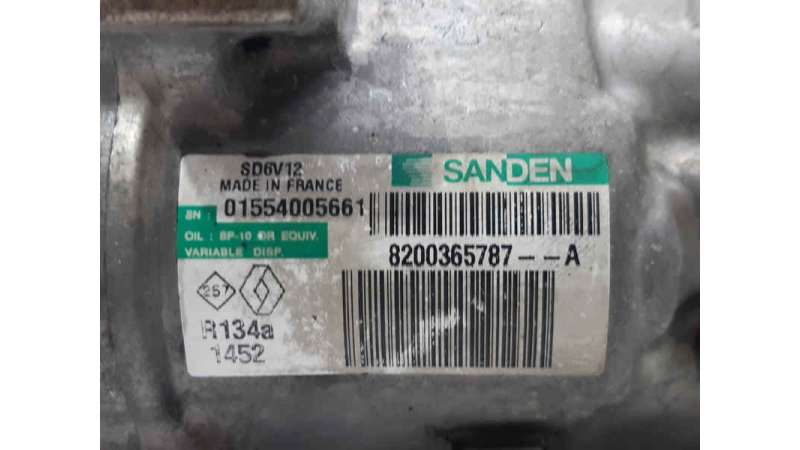 SD6V12
MADE IN FRANCE
SANDEN
SN : 01554005661
OIL : SP-10 OR EQUIV.
VARIABLE DISP.
8200365787--A
257
R134a
1452